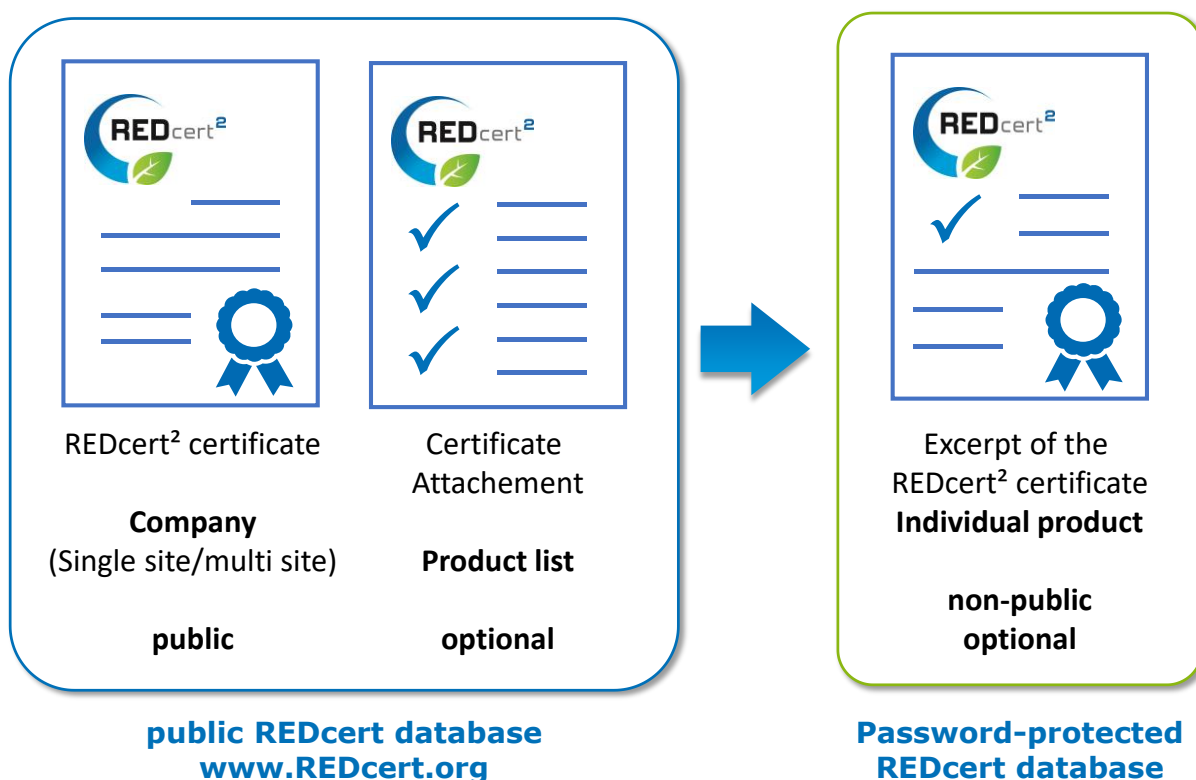 REDcert²
REDcert²
REDcert²
REDcert² certificate
Company
(Single site/multi site)
public
Certificate
Attachement
Product list
optional
Excerpt of the
REDcert² certificate
Individual product
non-public
optional
public REDcert database
www.REDcert.org
Password-protected
REDcert database